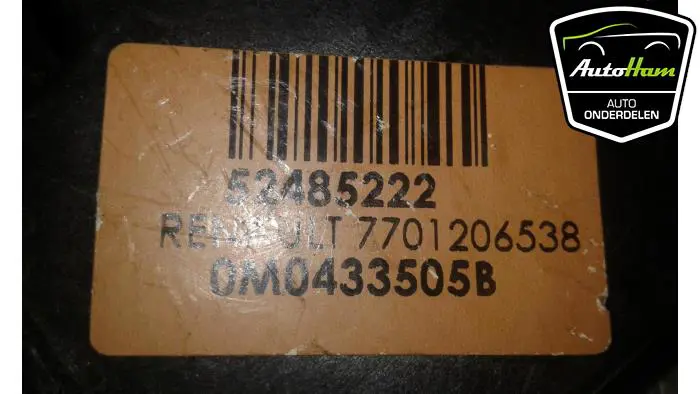 AutoHam
AUTO
ONDERDELEN
52485222
RENAULT 7701206538
0M0433505B